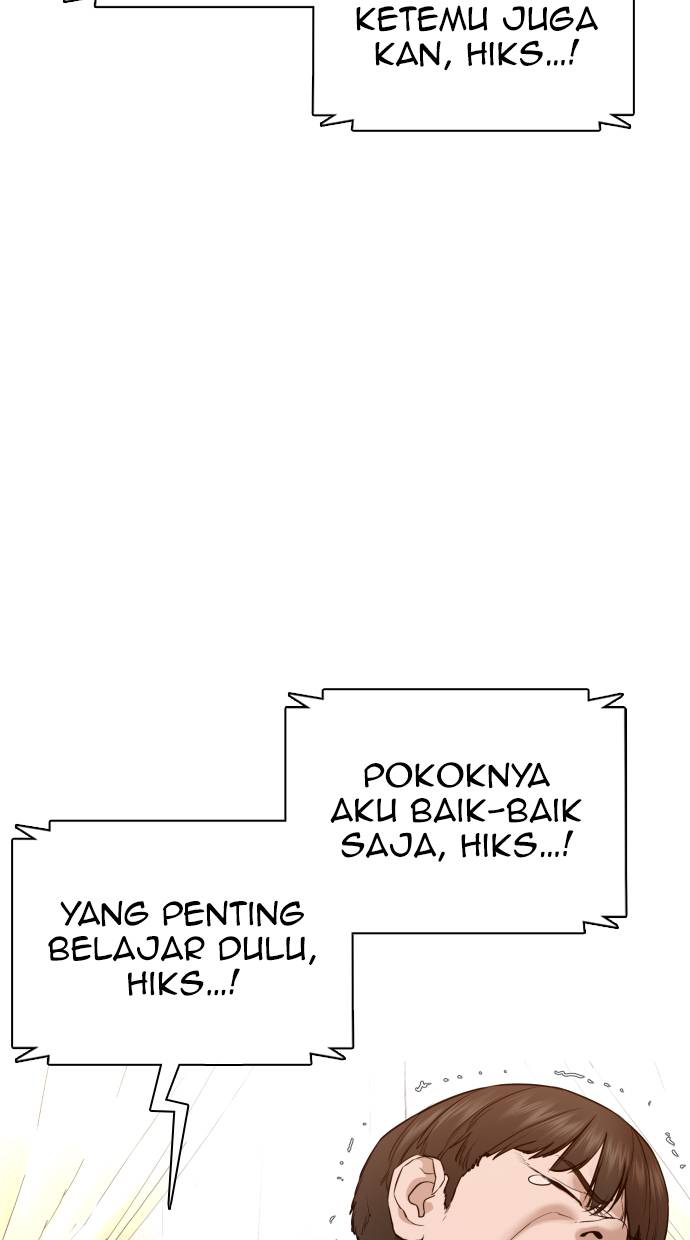 KETEMU JUGA
KAN, HIKS...!
POKOKNYA
AKU BAIK-BAIK
SAJA, HIKS...!
YANG PENTING
BELAJAR DULU,
HIKS...!